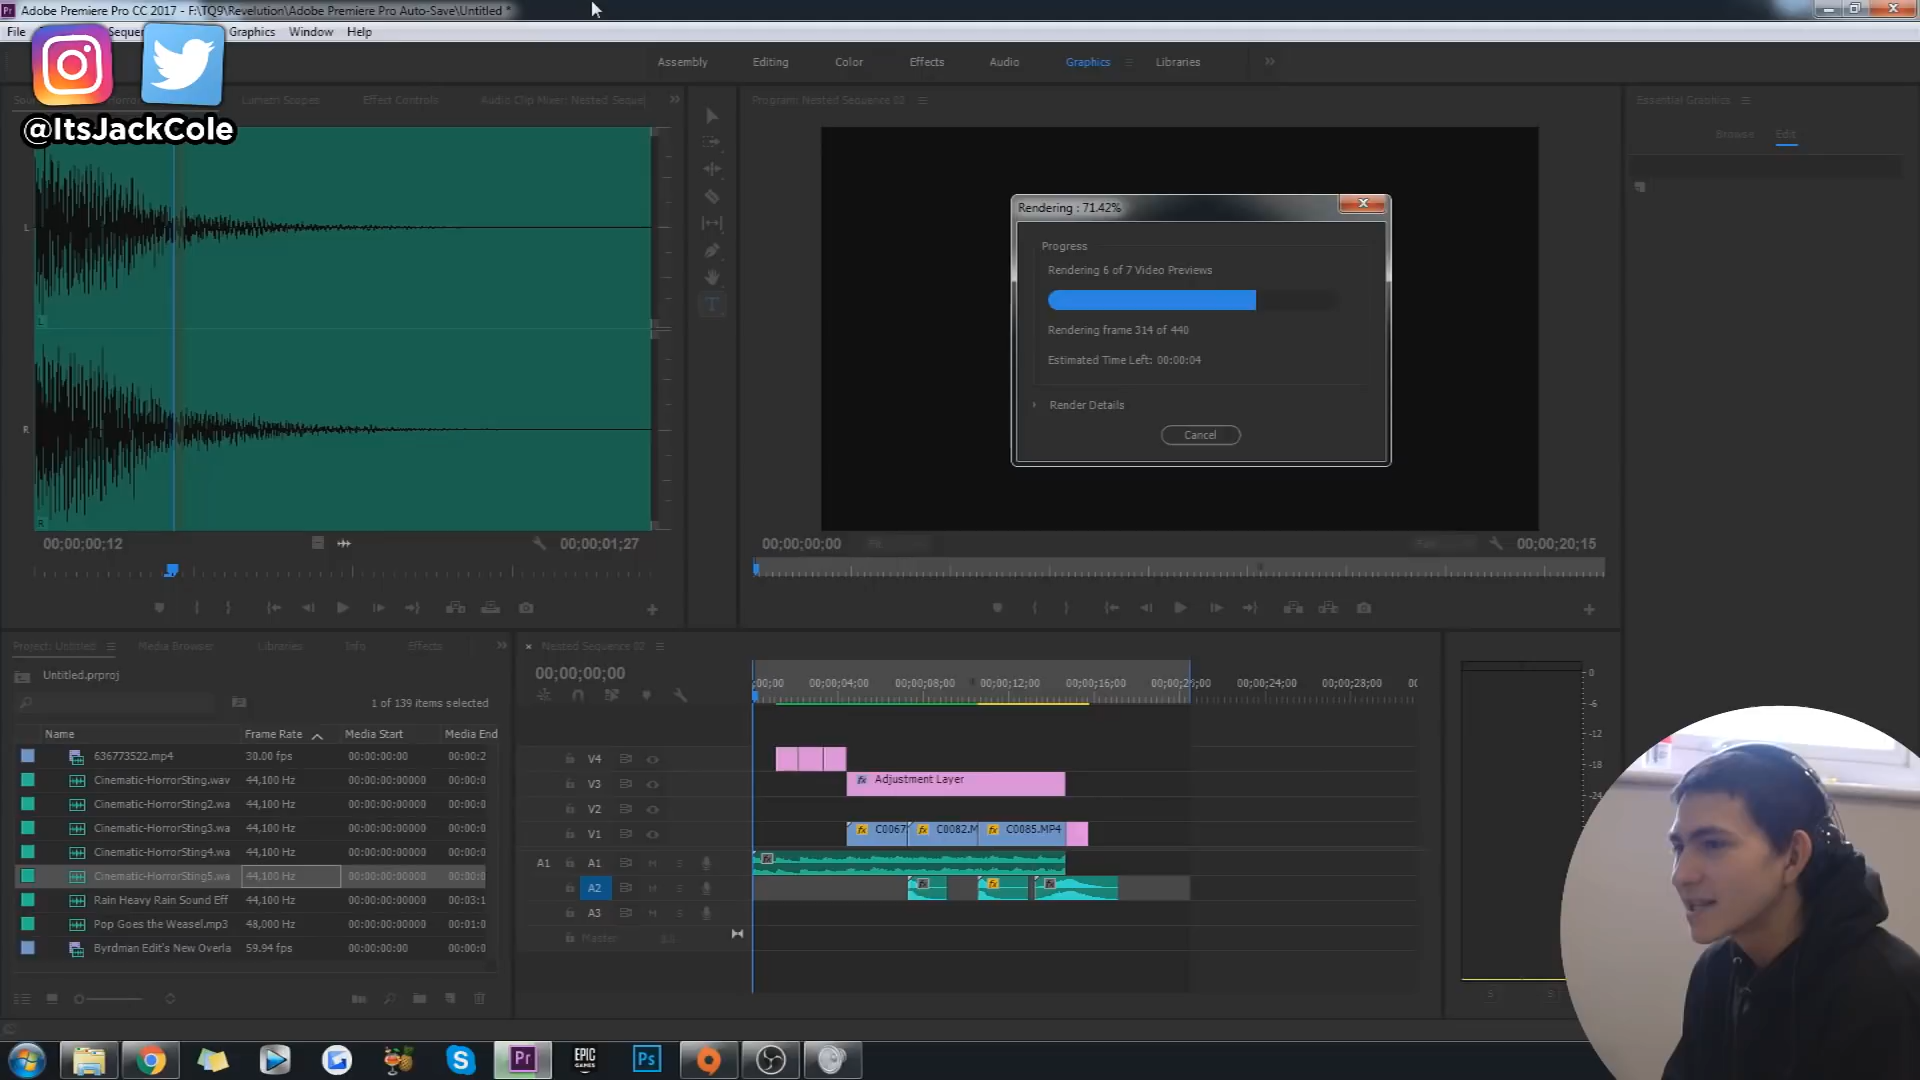 Adobe Premiere Pro CC 2017 - F:\TQ9\Revelution\Adobe Premiere Pro Auto-Save\Untitled *
File
Graphics
Window
Help
@ItsJackCole
Assembly
Editing
Color
Effects
Audio
Graphics
Libraries
Lumetri Scopes
Effect Controls
Audio Clip Mixer: Nested Seque
Program: Nested Sequence 02
Essential Graphics
Browse
Edit
L
R
L
R
Rendering : 71.42%
Progress
Rendering 6 of 7 Video Previews
Rendering frame 314 of 440
Estimated Time Left: 00:00:04
Render Details
Cancel
00;00;00;12
00;00;01;27
00;00;00;00
00;00;20;15
Project: Untitled
Media Browser
Libraries
Info
Effects
Untitled.prproj
1 of 139 items selected
Name
Frame Rate
Media Start
Media End
636773522.mp4
30.00 fps
00:00:00:00
00:00:2
Cinematic-HorrorSting.wav
44,100 Hz
00:00:00:00000
00:00:0
Cinematic-HorrorSting2.wa
44,100 Hz
00:00:00:00000
00:00:0
Cinematic-HorrorSting3.wa
44,100 Hz
00:00:00:00000
00:00:0
Cinematic-HorrorSting4.wa
44,100 Hz
00:00:00:00000
00:00:0
Cinematic-HorrorSting5.wa
44,100 Hz
00:00:00:00000
00:00:0
Rain Heavy Rain Sound Eff
44,100 Hz
00:00:00:00000
00:03:1
Pop Goes the Weasel.mp3
48,000 Hz
00:00:00:00000
00:01:0
Byrdman Edit's New Overla
59.94 fps
00:00:00:00
00:00:0
Nested Sequence 02
00;00;00;00
;00;00
00;00;04;00
00;00;08;00
00;00;12;00
00;00;16;00
00;00;24;00
00;00;28;00
V4
V3
V2
V1
A1
A1
A2
A3
Master
0.0
Adjustment Layer
C0067
C0082.M
C0085.MP4
0
-6
-12
-18
-24
S
S
Pr
EPIC
GAMES
Ps